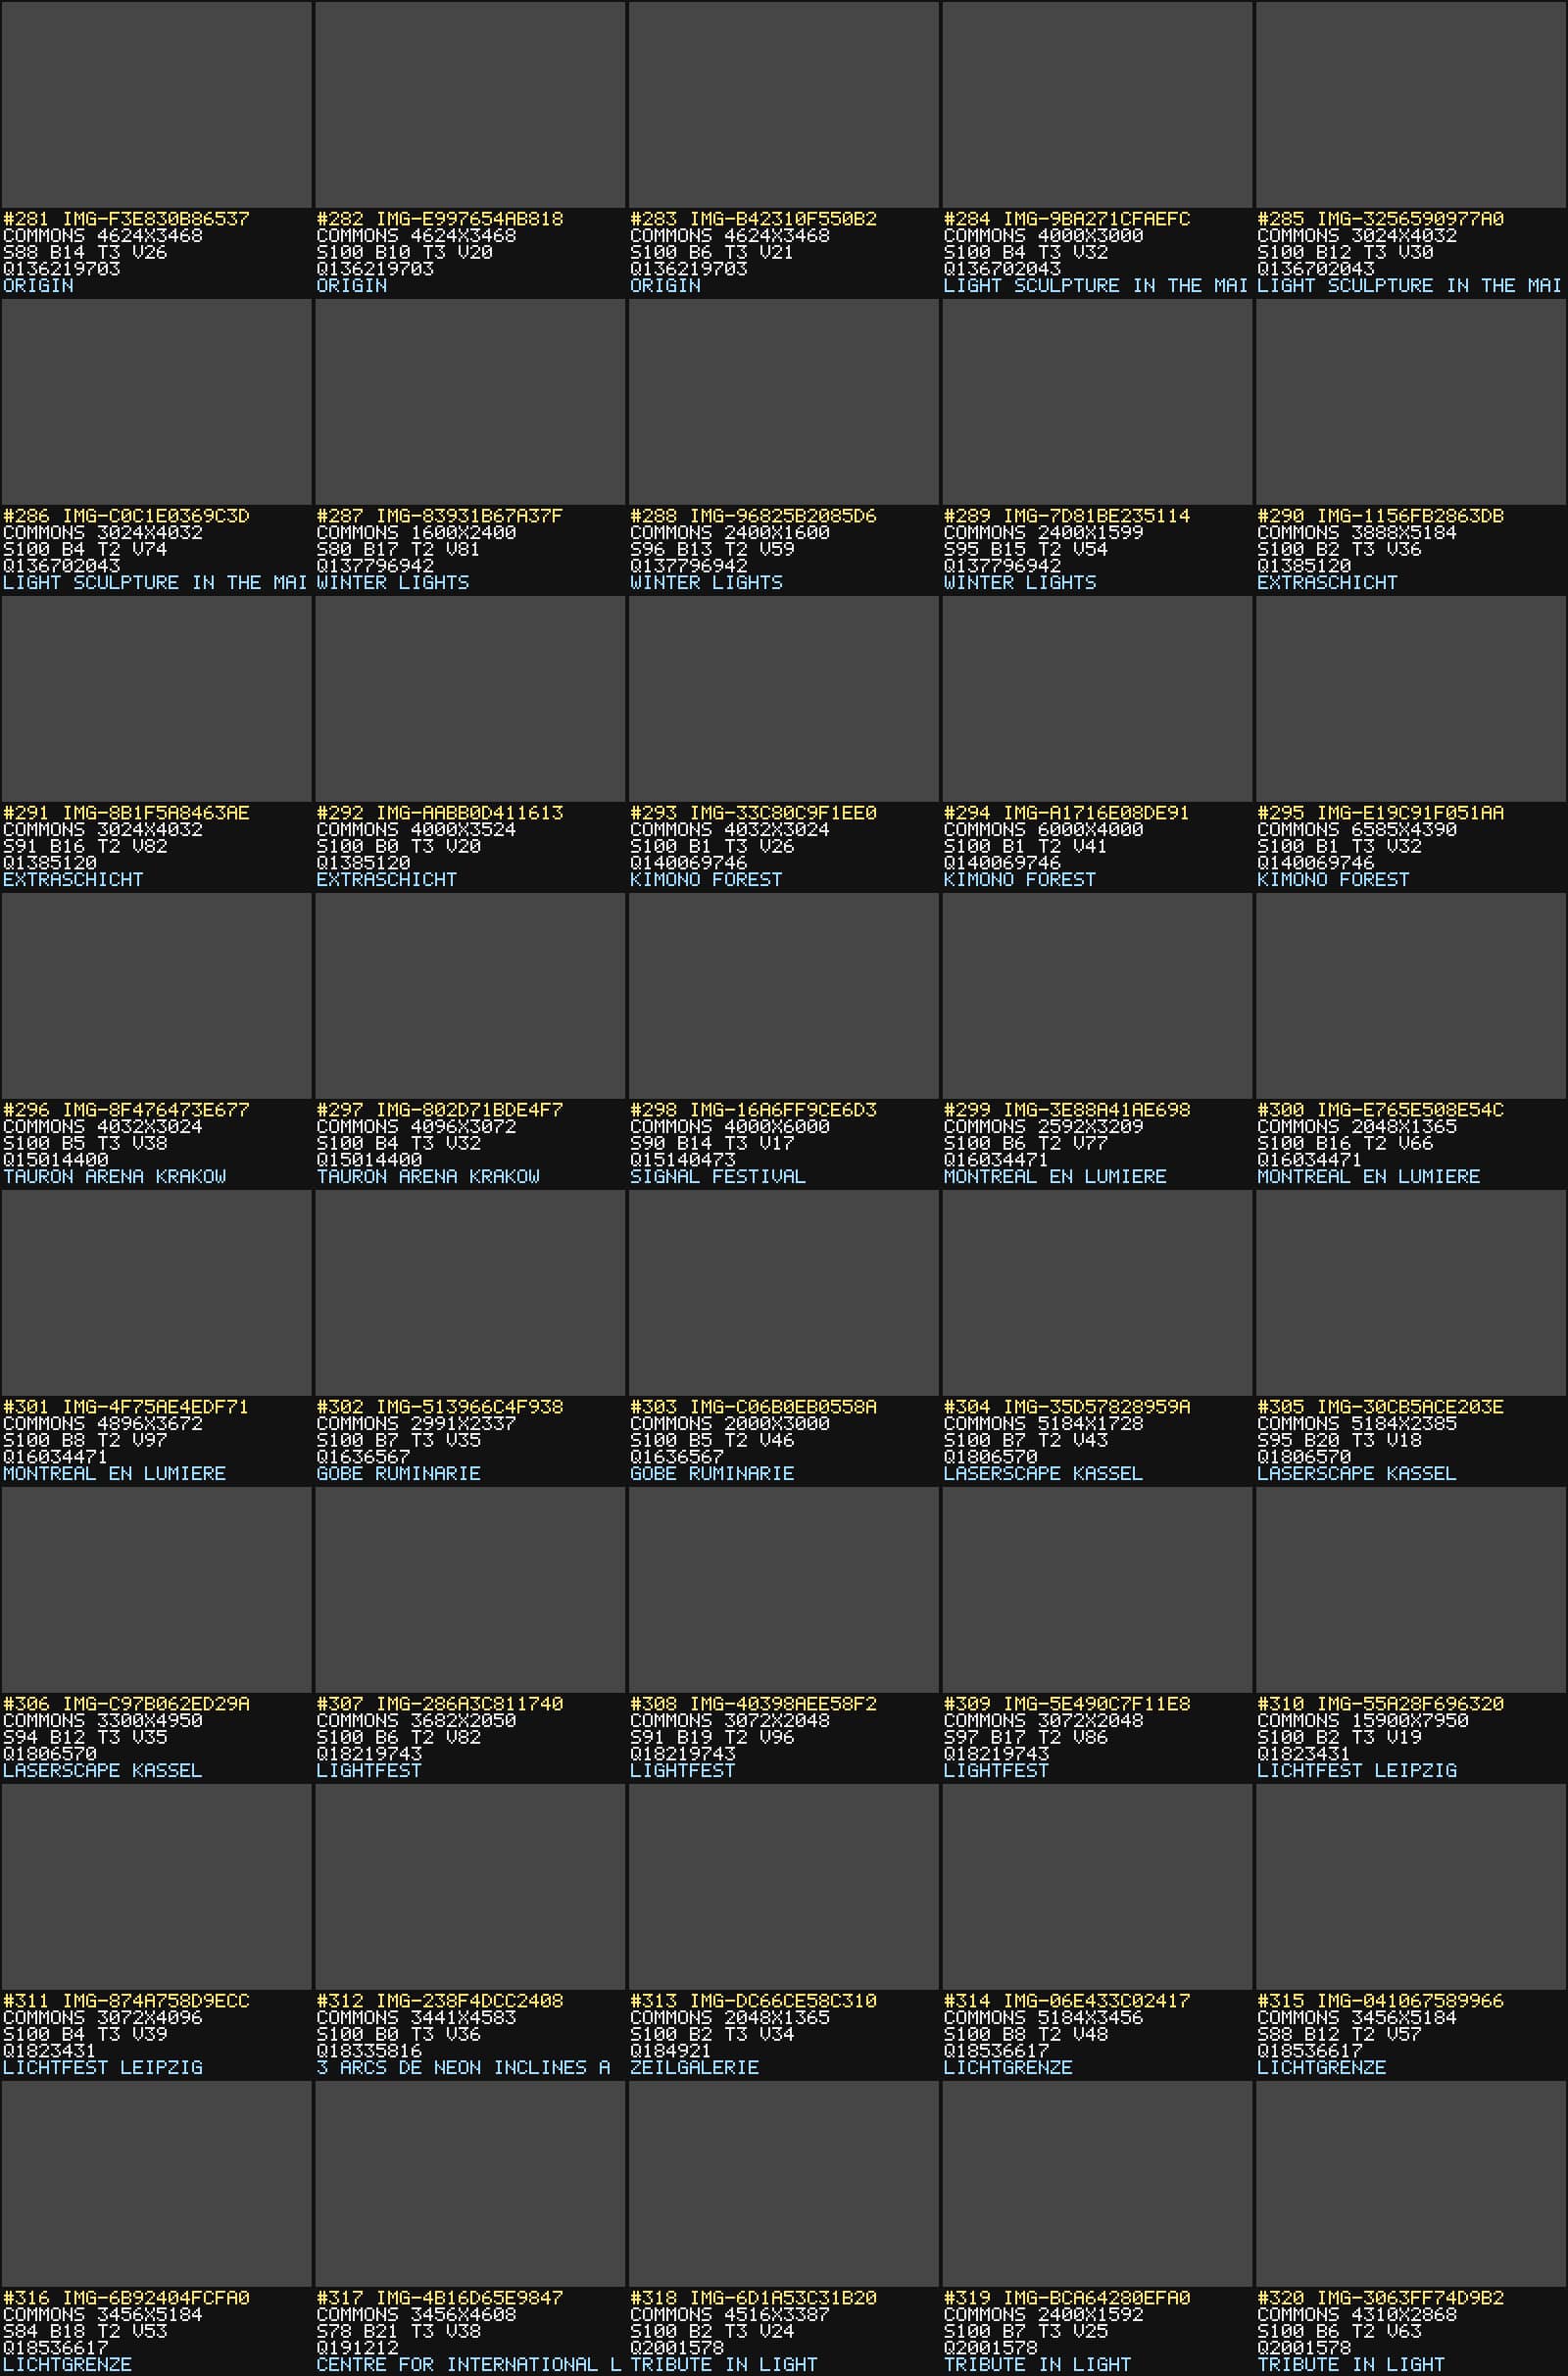 #281 IMG-F3E830B86537
COMMONS 4624X3468
S88 B14 T3 V26
Q136219703
ORIGIN
#282 IMG-E997654AB818
COMMONS 4624X3468
S100 B10 T3 V20
Q136219703
ORIGIN
#283 IMG-B42310F550B2
COMMONS 4624X3468
S100 B6 T3 V21
Q136219703
ORIGIN
#284 IMG-9BA271CFAEFC
COMMONS 4000X3000
S100 B4 T3 V32
Q136702043
LIGHT SCULPTURE IN THE MAI
#285 IMG-3256590977A0
COMMONS 3024X4032
S100 B12 T3 V30
Q136702043
LIGHT SCULPTURE IN THE MAI
#286 IMG-C0C1E0369C3D
COMMONS 3024X4032
S100 B4 T2 V74
Q136702043
LIGHT SCULPTURE IN THE MAI
#287 IMG-83931B67A37F
COMMONS 1600X2400
S80 B17 T2 V81
Q137796942
WINTER LIGHTS
#288 IMG-96825B2085D6
COMMONS 2400X1600
S96 B13 T2 V59
Q137796942
WINTER LIGHTS
#289 IMG-7D81BE235114
COMMONS 2400X1599
S95 B15 T2 V54
Q137796942
WINTER LIGHTS
#290 IMG-1156FB2863DB
COMMONS 3888X5184
S100 B2 T3 V36
Q1385120
EXTRASCHICHT
#291 IMG-8B1F5A8463AE
COMMONS 3024X4032
S91 B16 T2 V82
Q1385120
EXTRASCHICHT
#292 IMG-AABB0D411613
COMMONS 4000X3524
S100 B0 T3 V20
Q1385120
EXTRASCHICHT
#293 IMG-33C80C9F1EE0
COMMONS 4032X3024
S100 B1 T3 V26
Q140069746
KIMONO FOREST
#294 IMG-A1716E08DE91
COMMONS 6000X4000
S100 B1 T2 V41
Q140069746
KIMONO FOREST
#295 IMG-E19C91F051AA
COMMONS 6585X4390
S100 B1 T3 V32
Q140069746
KIMONO FOREST
#296 IMG-8F476473E677
COMMONS 4032X3024
S100 B5 T3 V38
Q15014400
TAURON ARENA KRAKOW
#297 IMG-802D71BDE4F7
COMMONS 4096X3072
S100 B4 T3 V32
Q15014400
TAURON ARENA KRAKOW
#298 IMG-16A6FF9CE6D3
COMMONS 4000X6000
S90 B14 T3 V17
Q15140473
SIGNAL FESTIVAL
#299 IMG-3E88A41AE698
COMMONS 2592X3209
S100 B6 T2 V77
Q16034471
MONTREAL EN LUMIERE
#300 IMG-E765E508E54C
COMMONS 2048X1365
S100 B16 T2 V66
Q16034471
MONTREAL EN LUMIERE
#301 IMG-4F75AE4EDF71
COMMONS 4896X3672
S100 B8 T2 V97
Q16034471
MONTREAL EN LUMIERE
#302 IMG-513966C4F938
COMMONS 2991X2337
S100 B7 T3 V35
Q1636567
GOBE RUMINARIE
#303 IMG-C06B0EB0558A
COMMONS 2000X3000
S100 B5 T2 V46
Q1636567
GOBE RUMINARIE
#304 IMG-35D57828959A
COMMONS 5184X1728
S100 B7 T2 V43
Q1806570
LASERSCAPE KASSEL
#305 IMG-30CB5ACE203E
COMMONS 5184X2385
S95 B20 T3 V18
Q1806570
LASERSCAPE KASSEL
#306 IMG-C97B062ED29A
COMMONS 3300X4950
S94 B12 T3 V35
Q1806570
LASERSCAPE KASSEL
#307 IMG-286A3C811740
COMMONS 3682X2050
S100 B6 T2 V82
Q18219743
LIGHTFEST
#308 IMG-40398AEE58F2
COMMONS 3072X2048
S91 B19 T2 V96
Q18219743
LIGHTFEST
#309 IMG-5E490C7F11E8
COMMONS 3072X2048
S97 B17 T2 V86
Q18219743
LIGHTFEST
#310 IMG-55A28F696320
COMMONS 15900X7950
S100 B2 T3 V19
Q1823431
LICHTFEST LEIPZIG
#311 IMG-874A758D9ECC
COMMONS 3072X4096
S100 B4 T3 V39
Q1823431
LICHTFEST LEIPZIG
#312 IMG-238F4DCC2408
COMMONS 3441X4583
S100 B0 T3 V36
Q18335816
3 ARCS DE NEON INCLINES A
#313 IMG-DC66CE58C310
COMMONS 2048X1365
S100 B2 T3 V34
Q184921
ZEILGALERIE
#314 IMG-06E433C02417
COMMONS 5184X3456
S100 B8 T2 V48
Q18536617
LICHTGRENZE
#315 IMG-041067589966
COMMONS 3456X5184
S88 B12 T2 V57
Q18536617
LICHTGRENZE
#316 IMG-6B92404FCFA0
COMMONS 3456X5184
S84 B18 T2 V53
Q18536617
LICHTGRENZE
#317 IMG-4B16D65E9847
COMMONS 3456X4608
S78 B21 T3 V38
Q191212
CENTRE FOR INTERNATIONAL L
#318 IMG-6D1A53C31B20
COMMONS 4516X3387
S100 B2 T3 V24
Q2001578
TRIBUTE IN LIGHT
#319 IMG-BCA64280EFA0
COMMONS 2400X1592
S100 B7 T3 V25
Q2001578
TRIBUTE IN LIGHT
#320 IMG-3063FF74D9B2
COMMONS 4310X2868
S100 B6 T2 V63
Q2001578
TRIBUTE IN LIGHT